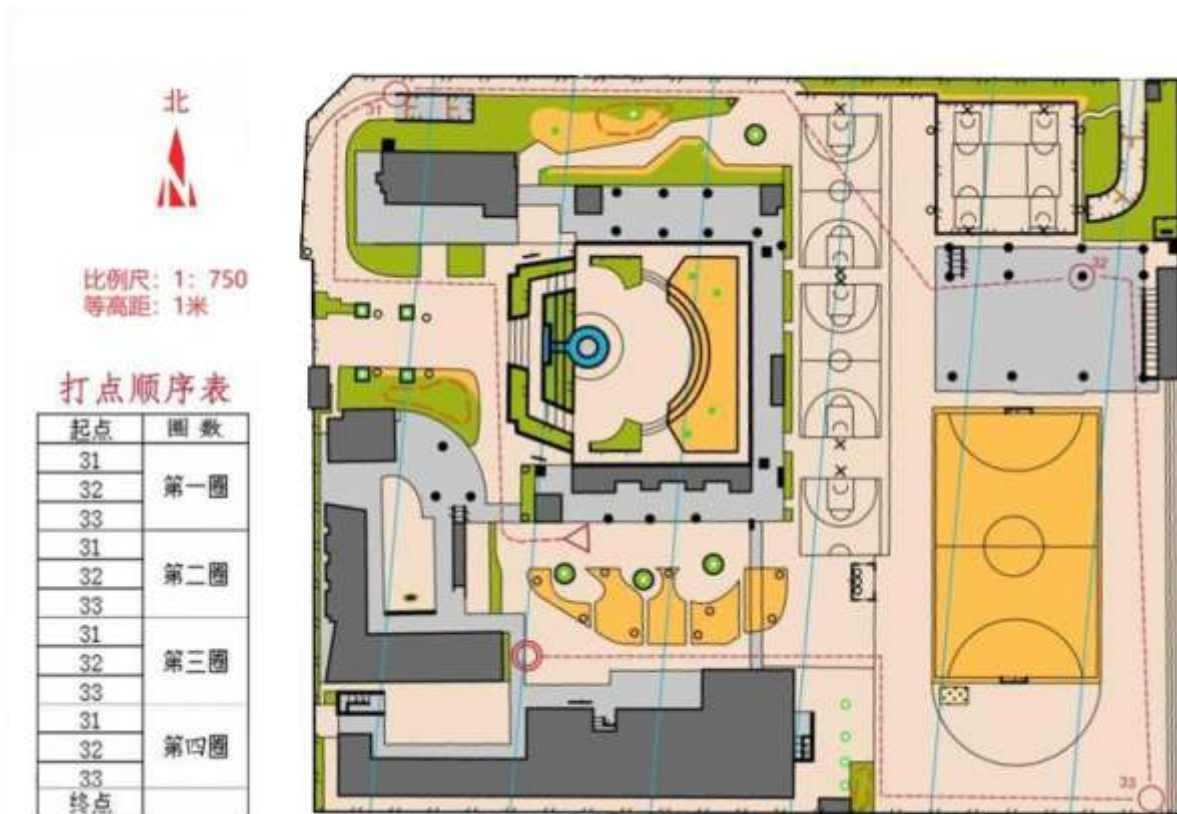 北
比例尺：1：750
等高距：1米
打点顺序表
起点 圈 数
31
32 第一圈
33
31
32 第二圈
33
31
32 第三圈
33
31
32 第四圈
33
终点
31
32
33